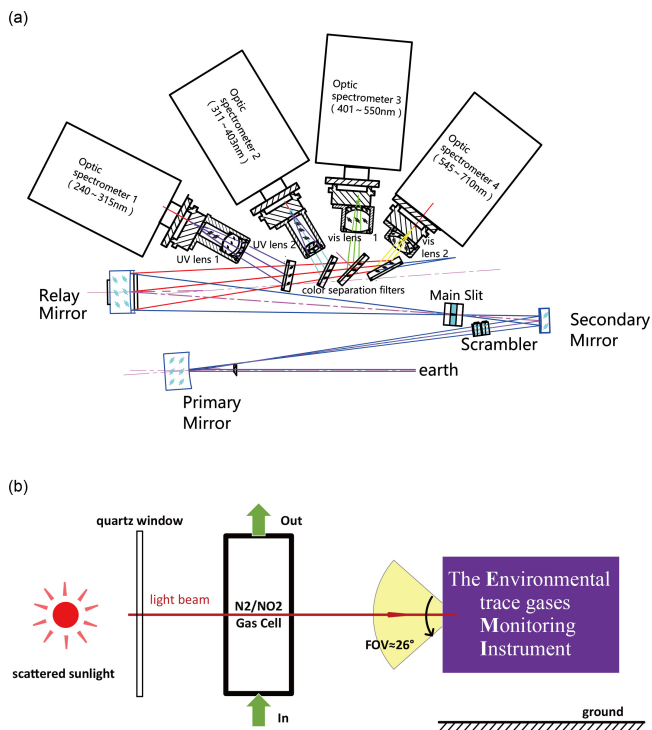 (a)
Optic
spectrometer 1
( 240～315nm )
Optic
spectrometer 2
( 311～403nm )
Optic
spectrometer 3
( 401～550nm )
Optic
spectrometer 4
( 545～710nm )
UV lens 1
UV lens 2
vis lens 1
vis
lens 2
color separation filters
Relay
Mirror
Main Slit
Scrambler
Secondary
Mirror
earth
Primary
Mirror
(b)
quartz window
Out
light beam
N2/NO2
Gas Cell
scattered sunlight
In
FOV≈26°
The Environmental
trace gases
Monitoring
Instrument
ground